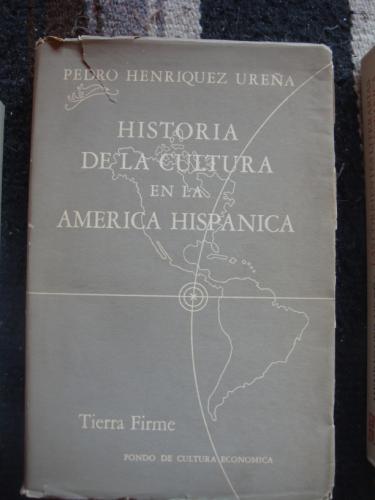 PEDRO HENRIQUEZ UREÑA
HISTORIA
DE LA CULTURA
EN LA
AMERICA HISPANICA
Tierra Firme
FONDO DE CULTURA ECONOMICA